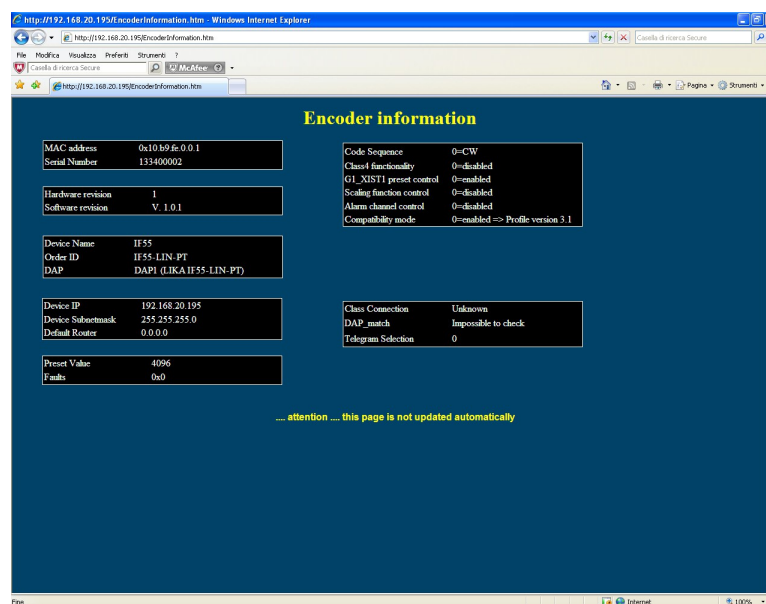 http://192.168.20.195/EncoderInformation.htm - Windows Internet Explorer
http://192.168.20.195/EncoderInformation.htm
Casella di ricerca Secure
File Modifica Visualizza Preferiti Strumenti ?
Casella di ricerca Secure McAfee
http://192.168.20.195/EncoderInformation.htm
Pagina Strumenti
Encoder information
MAC address 0x10.b9.fe.0.0.1
Serial Number 133400002
Hardware revision 1
Software revision V. 1.0.1
Device Name IF55
Order ID IF55-LIN-PT
DAP DAP1 (LIKA IF55-LIN-PT)
Device IP 192.168.20.195
Device Subnetmask 255.255.255.0
Default Router 0.0.0.0
Preset Value 4096
Faults 0x0
Code Sequence 0=CW
Class4 functionality 0=disabled
G1_XIST1 preset control 0=enabled
Scaling function control 0=disabled
Alarm channel control 0=disabled
Compatibility mode 0=enabled => Profile version 3.1
Class Connection Unknown
DAP_match Impossible to check
Telegram Selection 0
.... attention .... this page is not updated automatically
Fine Internet 100%